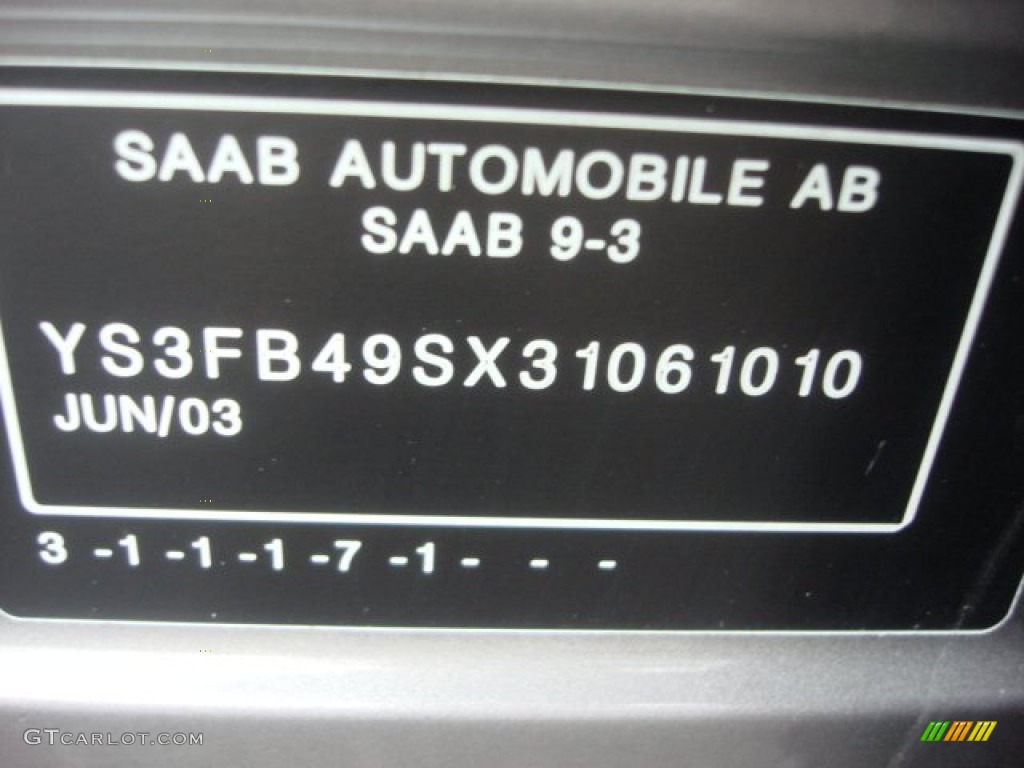 SAAB AUTOMOBILE AB
SAAB 9-3
YS3FB49SX31061010
JUN/03
3 -1 -1 -1 -7 -1 - - -
GTCARLOT.COM